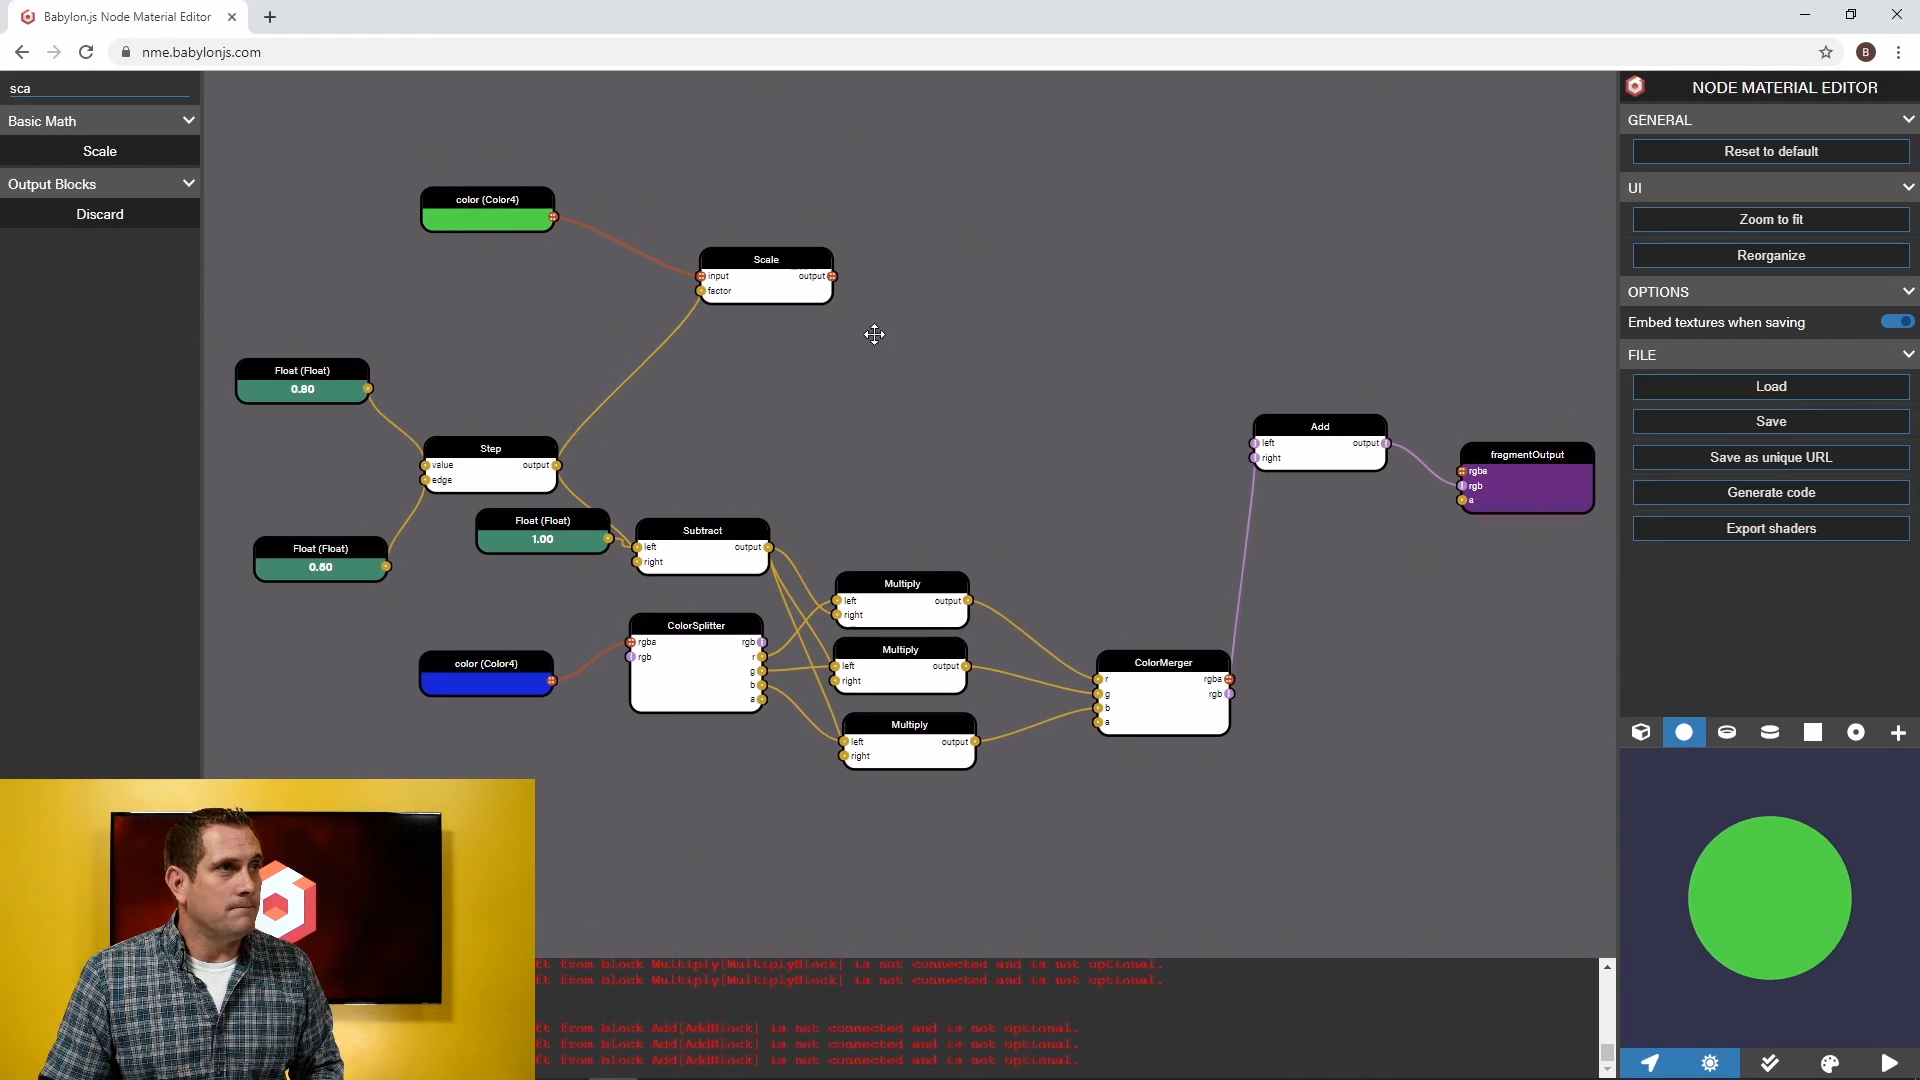 Babylon.js Node Material Editor
nme.babylonjs.com
B
sca
Basic Math
Scale
Output Blocks
Discard
color (Color4)
Scale
input output
factor
Float (Float)
0.80
Step
value output
edge
Float (Float)
1.00
Float (Float)
0.50
Subtract
left output
right
Multiply
left output
right
ColorSplitter
rgba rgb
rgb r
g
b
a
Multiply
left output
right
color (Color4)
Multiply
left output
right
ColorMerger
r rgba
g rgb
b
a
Add
left output
right
fragmentOutput
rgba
rgb
a
NODE MATERIAL EDITOR
GENERAL
Reset to default
UI
Zoom to fit
Reorganize
OPTIONS
Embed textures when saving
FILE
Load
Save
Save as unique URL
Generate code
Export shaders
ft from block Multiply[MultiplyBlock] is not connected and is not optional.
ft from block Multiply[MultiplyBlock] is not connected and is not optional.
ft from block Add[AddBlock] is not connected and is not optional.
ft from block Add[AddBlock] is not connected and is not optional.
ft from block Add[AddBlock] is not connected and is not optional.